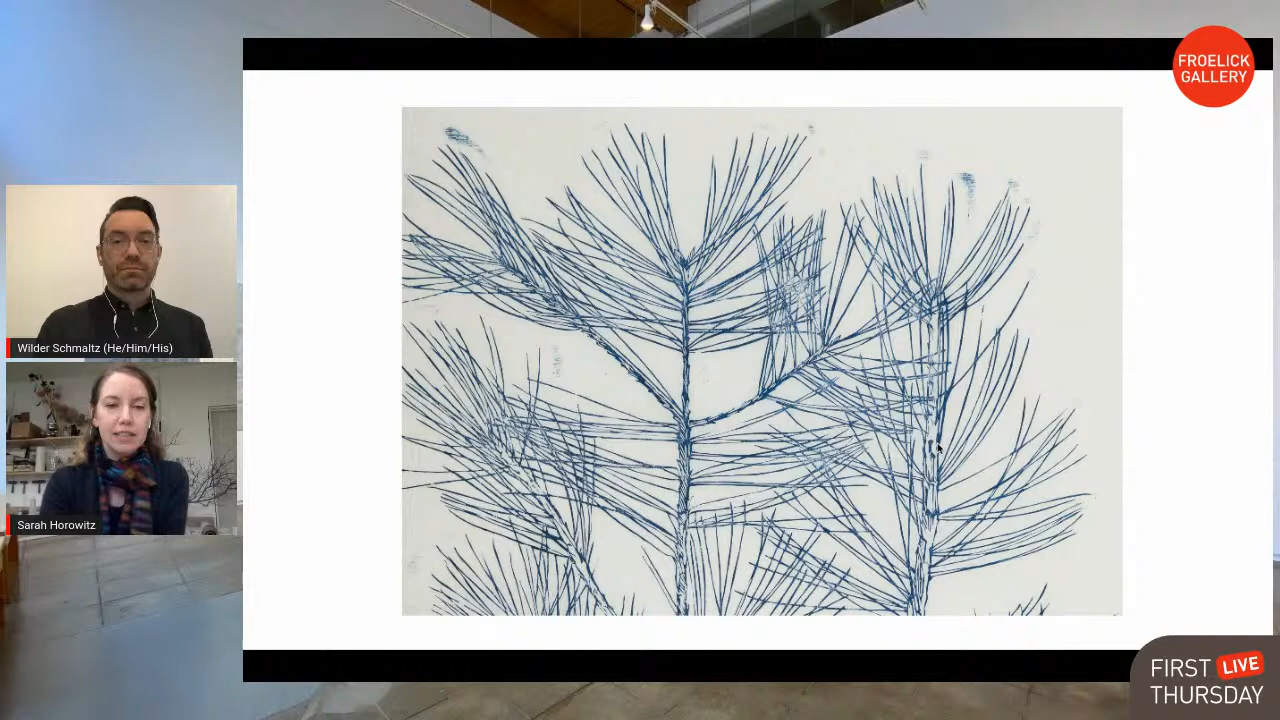 FROELICK
GALLERY
Wilder Schmaltz (He/Him/His)
Sarah Horowitz
FIRST LIVE
THURSDAY